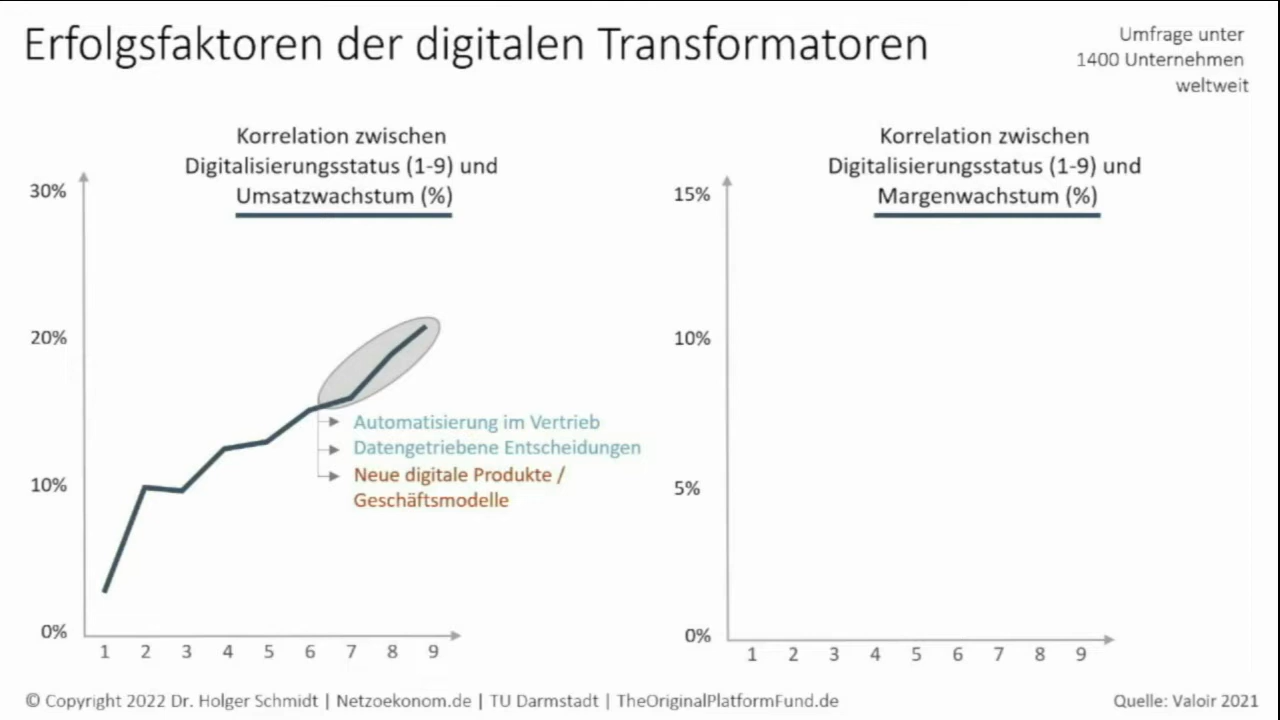 Erfolgsfaktoren der digitalen Transformatoren
Umfrage unter
1400 Unternehmen
weltweit
Korrelation zwischen
Digitalisierungsstatus (1-9) und
Umsatzwachstum (%)
30%
20%
10%
0%
1 2 3 4 5 6 7 8 9
Automatisierung im Vertrieb
Datengetriebene Entscheidungen
Neue digitale Produkte /
Geschäftsmodelle
Korrelation zwischen
Digitalisierungsstatus (1-9) und
Margenwachstum (%)
15%
10%
5%
0%
1 2 3 4 5 6 7 8 9
© Copyright 2022 Dr. Holger Schmidt | Netzoekonom.de | TU Darmstadt | TheOriginalPlatformFund.de
Quelle: Valoir 2021